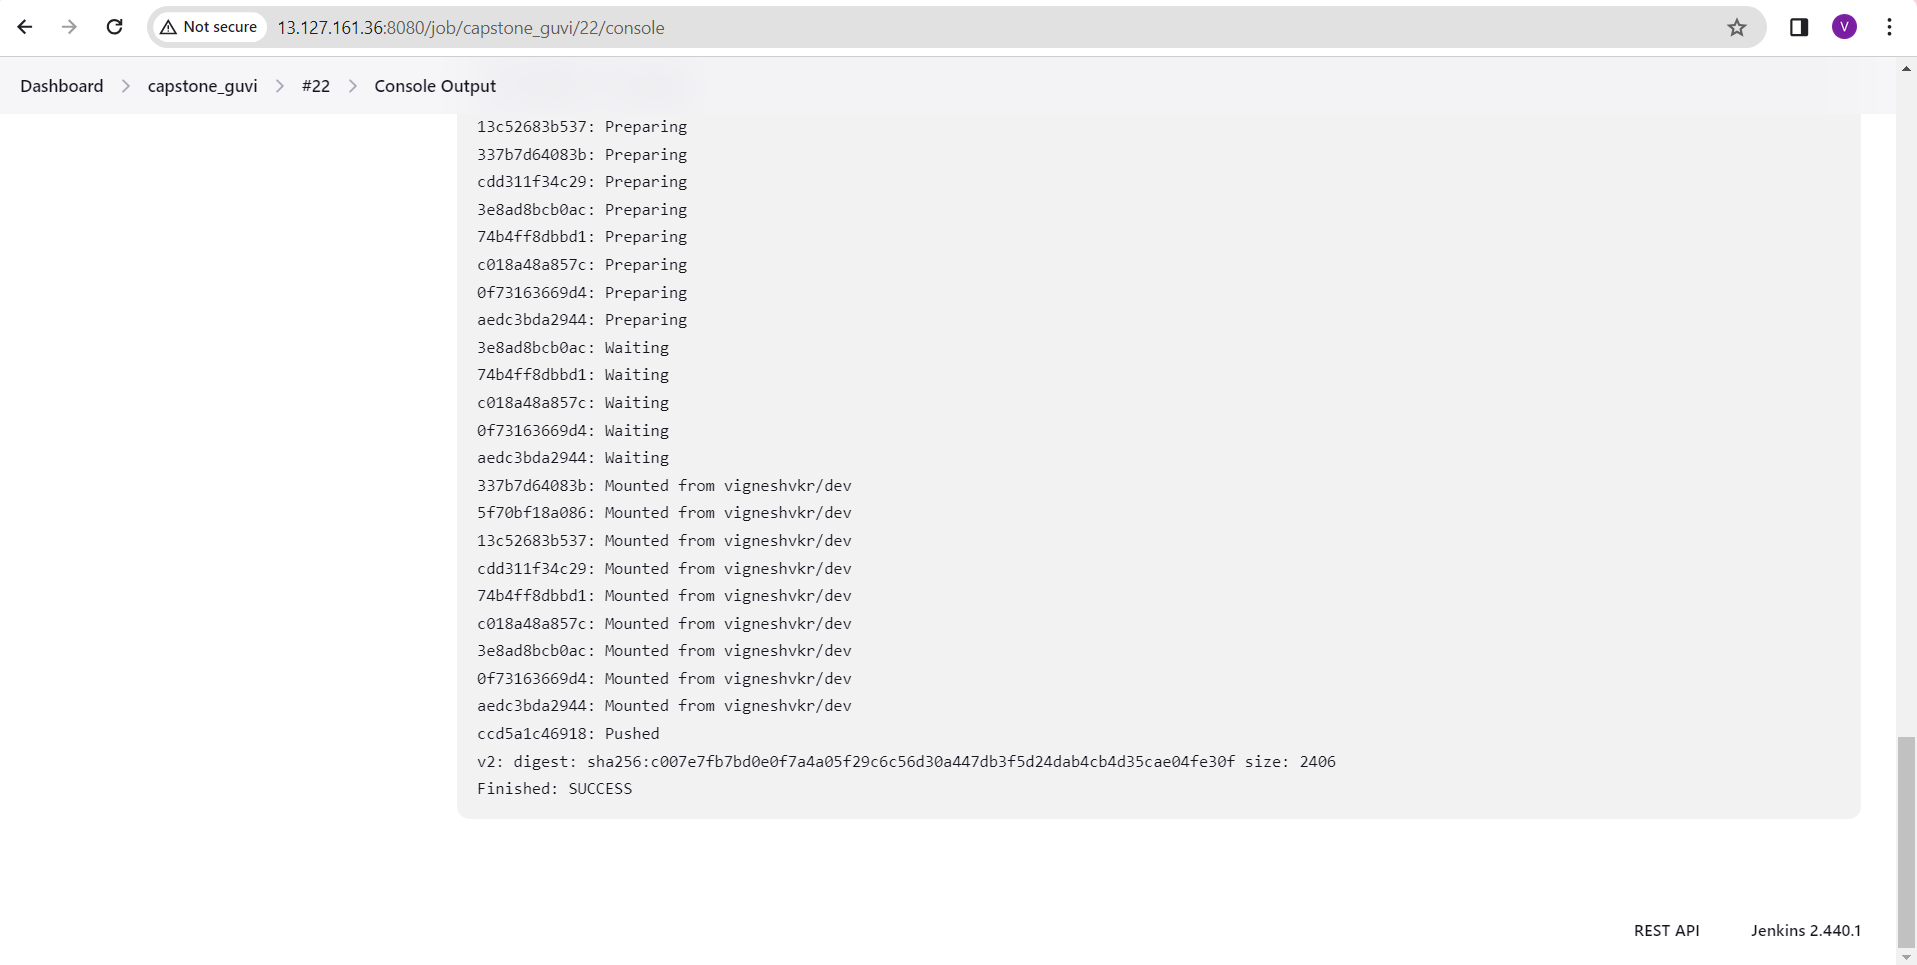 Not secure 13.127.161.36:8080/job/capstone_guvi/22/console V
Dashboard capstone_guvi #22 Console Output
13c52683b537: Preparing
337b7d64083b: Preparing
cdd311f34c29: Preparing
3e8ad8bcb0ac: Preparing
74b4ff8dbbd1: Preparing
c018a48a857c: Preparing
0f73163669d4: Preparing
aedc3bda2944: Preparing
3e8ad8bcb0ac: Waiting
74b4ff8dbbd1: Waiting
c018a48a857c: Waiting
0f73163669d4: Waiting
aedc3bda2944: Waiting
337b7d64083b: Mounted from vigneshvkr/dev
5f70bf18a086: Mounted from vigneshvkr/dev
13c52683b537: Mounted from vigneshvkr/dev
cdd311f34c29: Mounted from vigneshvkr/dev
74b4ff8dbbd1: Mounted from vigneshvkr/dev
c018a48a857c: Mounted from vigneshvkr/dev
3e8ad8bcb0ac: Mounted from vigneshvkr/dev
0f73163669d4: Mounted from vigneshvkr/dev
aedc3bda2944: Mounted from vigneshvkr/dev
ccd5a1c46918: Pushed
v2: digest: sha256:c007e7fb7bd0e0f7a4a05f29c6c56d30a447db3f5d24dab4cb4d35cae04fe30f size: 2406
Finished: SUCCESS
REST API Jenkins 2.440.1